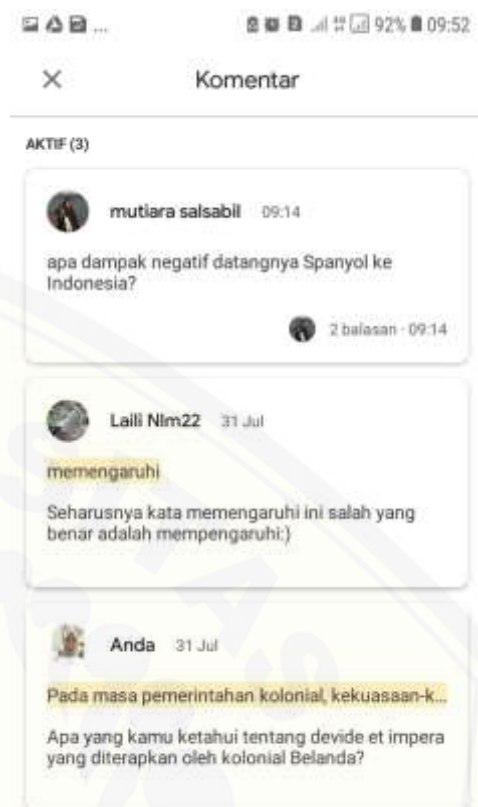 ... 92% 09:52
Komentar
AKTIF (3)
mutiara salsabil 09:14
apa dampak negatif datangnya Spanyol ke
Indonesia?
2 balasan - 09:14
Laili Nlm22 31 Jul
memengaruhi
Seharusnya kata memengaruhi ini salah yang
benar adalah mempengaruhi:)
Anda 31 Jul
Pada masa pemerintahan kolonial, kekuasaan-k...
Apa yang kamu ketahui tentang devide et impera
yang diterapkan oleh kolonial Belanda?